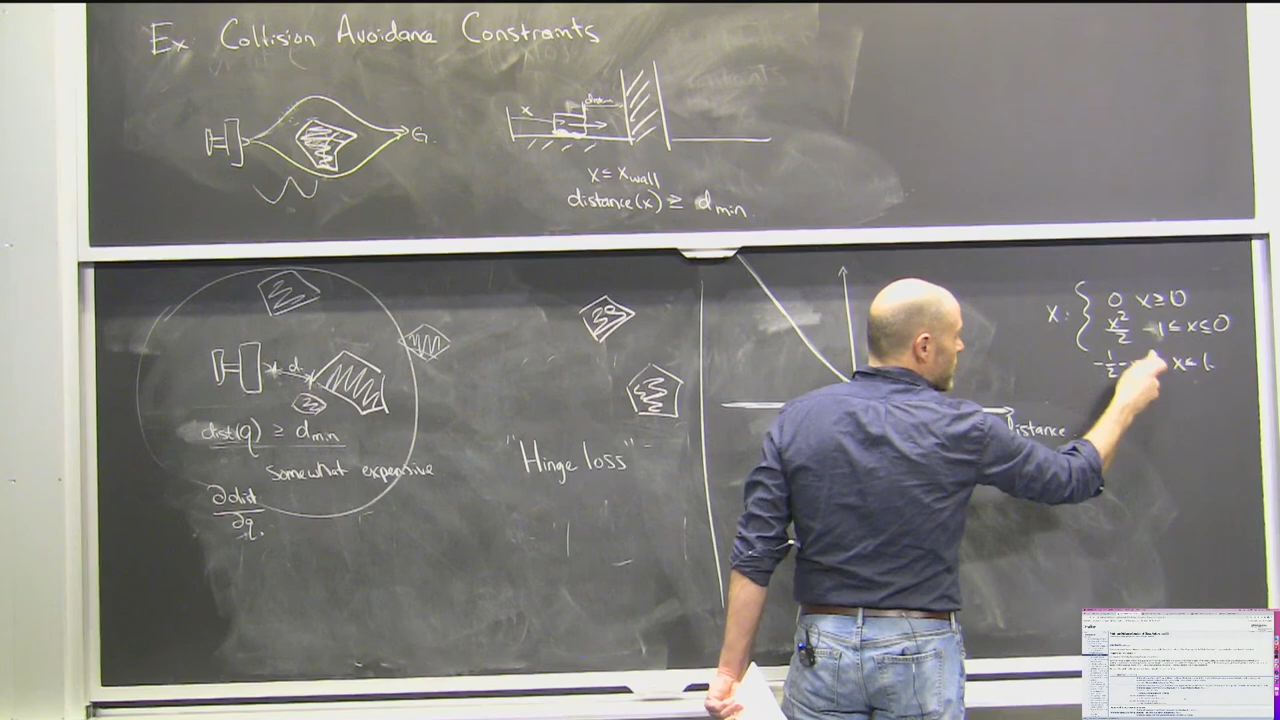 Ex Collision Avoidance Constraints
G
x
dmin
x ≤ xwall
distance(x) ≥ dmin.
d
dist(q) ≥ dmin
somewhat expensive
∂dist
∂q.
"Hinge loss"
Distance
x: { 0 x ≥ 0
x²/2 -1 ≤ x ≤ 0
-1/2 - x ≤ 1.